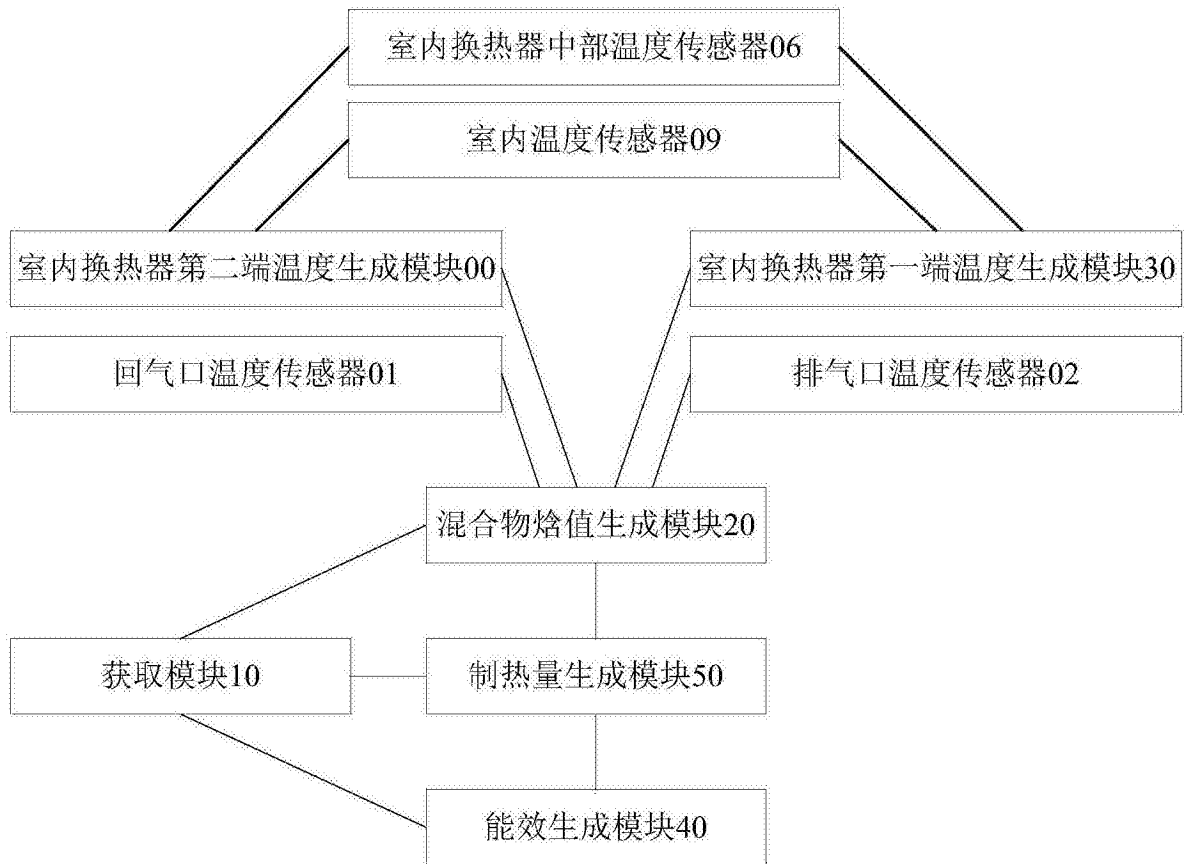 室内换热器中部温度传感器06
室内温度传感器09
室内换热器第二端温度生成模块00
室内换热器第一端温度生成模块30
回气口温度传感器01
排气口温度传感器02
混合物焓值生成模块20
获取模块10
制热量生成模块50
能效生成模块40